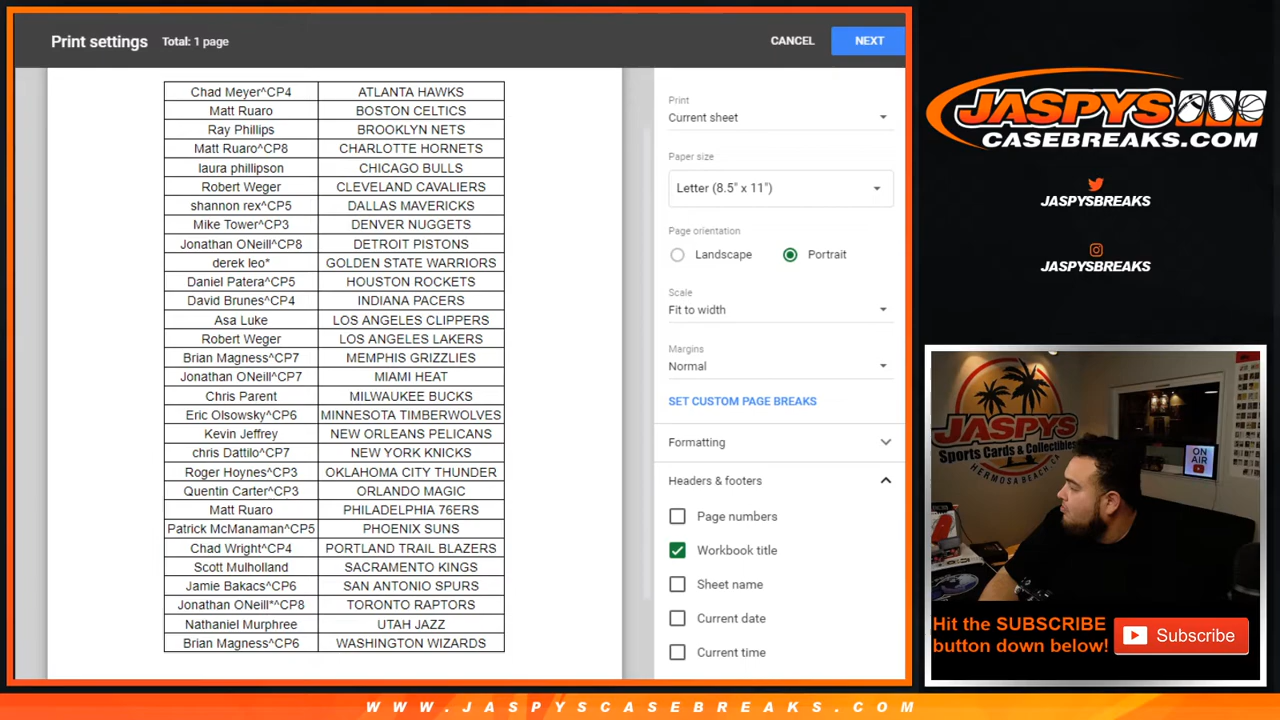 Print settings Total: 1 page CANCEL NEXT
Chad Meyer^CP4 ATLANTA HAWKS
Matt Ruaro BOSTON CELTICS
Ray Phillips BROOKLYN NETS
Matt Ruaro^CP8 CHARLOTTE HORNETS
laura phillipson CHICAGO BULLS
Robert Weger CLEVELAND CAVALIERS
shannon rex^CP5 DALLAS MAVERICKS
Mike Tower^CP3 DENVER NUGGETS
Jonathan ONeill^CP8 DETROIT PISTONS
derek leo* GOLDEN STATE WARRIORS
Daniel Patera^CP5 HOUSTON ROCKETS
David Brunes^CP4 INDIANA PACERS
Asa Luke LOS ANGELES CLIPPERS
Robert Weger LOS ANGELES LAKERS
Brian Magness^CP7 MEMPHIS GRIZZLIES
Jonathan ONeill^CP7 MIAMI HEAT
Chris Parent MILWAUKEE BUCKS
Eric Olsowsky^CP6 MINNESOTA TIMBERWOLVES
Kevin Jeffrey NEW ORLEANS PELICANS
chris Dattilo^CP7 NEW YORK KNICKS
Roger Hoynes^CP3 OKLAHOMA CITY THUNDER
Quentin Carter^CP3 ORLANDO MAGIC
Matt Ruaro PHILADELPHIA 76ERS
Patrick McManaman^CP5 PHOENIX SUNS
Chad Wright^CP4 PORTLAND TRAIL BLAZERS
Scott Mulholland SACRAMENTO KINGS
Jamie Bakacs^CP6 SAN ANTONIO SPURS
Jonathan ONeill*^CP8 TORONTO RAPTORS
Nathaniel Murphree UTAH JAZZ
Brian Magness^CP6 WASHINGTON WIZARDS
Print
Current sheet
Paper size
Letter (8.5" x 11")
Page orientation
Landscape Portrait
Scale
Fit to width
Margins
Normal
SET CUSTOM PAGE BREAKS
Formatting
Headers & footers
Page numbers
Workbook title
Sheet name
Current date
Current time
JASPYS
CASEBREAKS.COM
JASPYSBREAKS
JASPYSBREAKS
JASPYS
Sports Cards & Collectibles
HERMOSA BEACH CA
ON
AIR
Hit the SUBSCRIBE
button down below!
Subscribe
WWW.JASPYSCASEBREAKS.COM